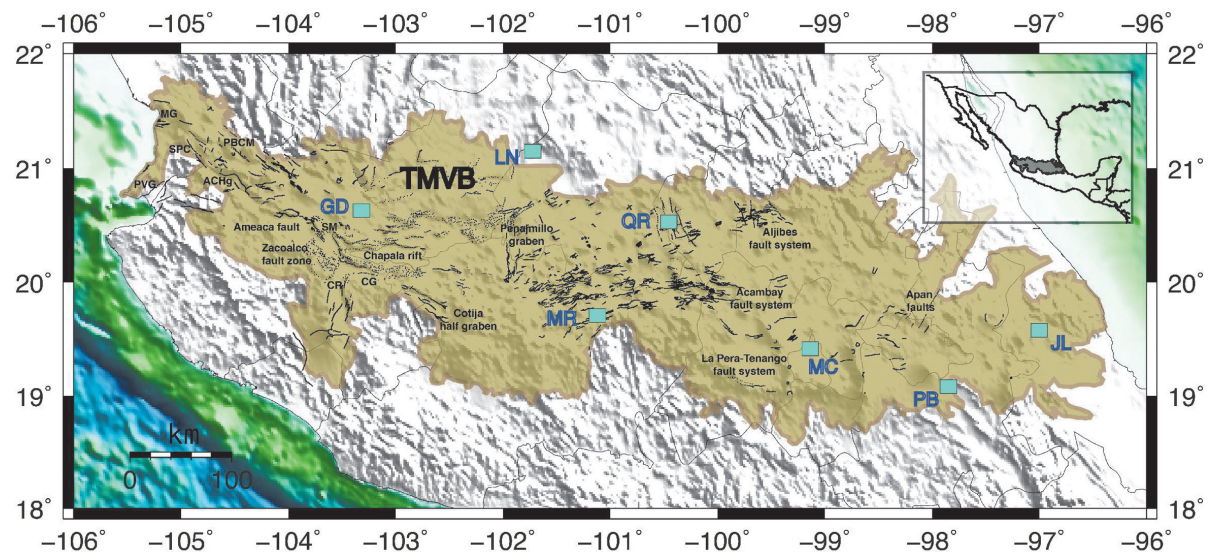 −106° −105° −104° −103° −102° −101° −100° −99° −98° −97° −96°
22° 22°
MG
SPC PBCM
LN
21° 21°
PVG ACHg
TMVB
GD
QR
Ameaca fault SM
Penajmillo
graben
Aljibes
fault system
Zacoalco
fault zone
Chapala rift
20° 20°
CR CG
Cotija
half graben
Acambay
fault system
Apan
faults
MR
JL
La Pera-Tenango
fault system
MC
PB
19° 19°
km
0 100
18° 18°
−106° −105° −104° −103° −102° −101° −100° −99° −98° −97° −96°